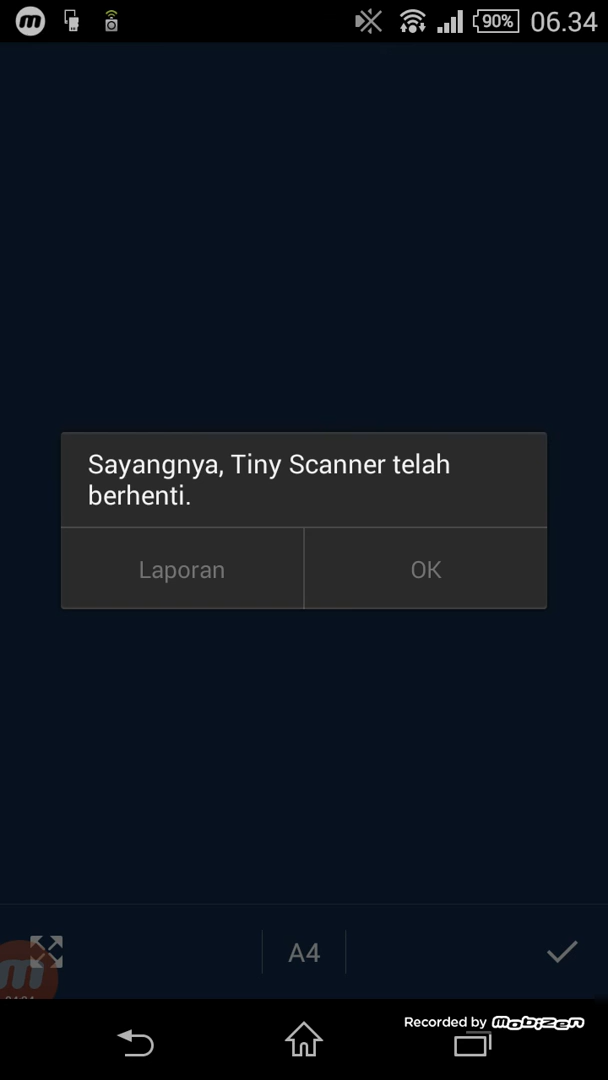 90% 06.34
Sayangnya, Tiny Scanner telah
berhenti.
Laporan OK
A4
Recorded by Mobizen